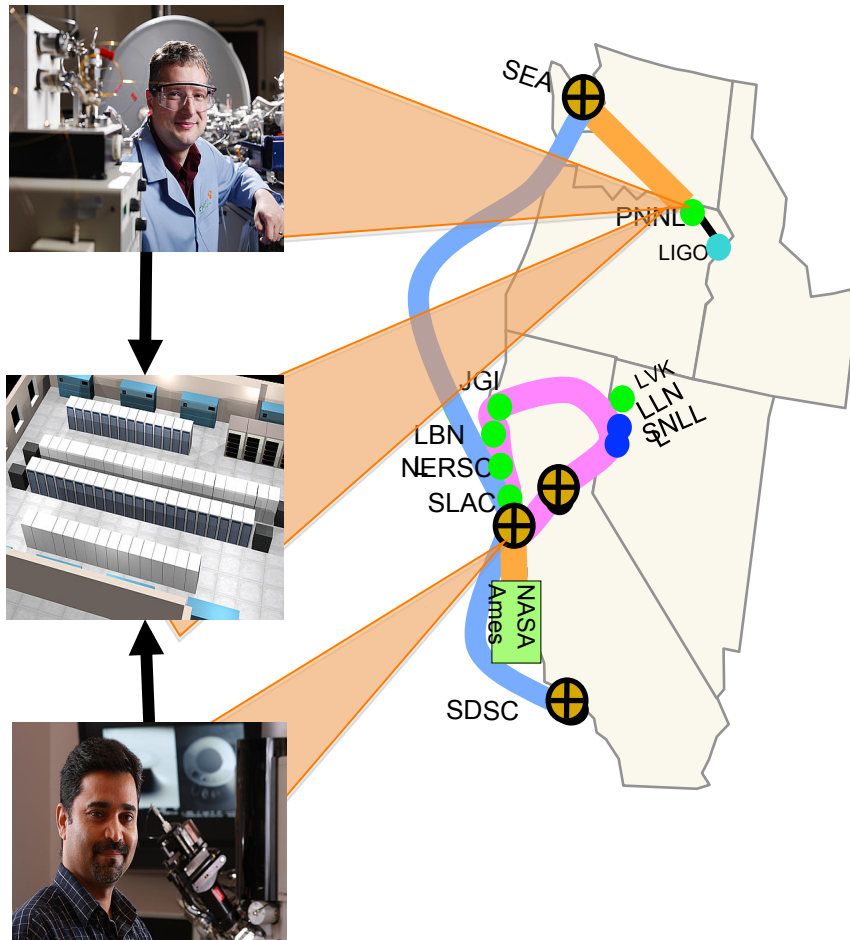 SEA
PNNL
LIGO
JGI
LVK
LLN
SNLL
L
LBN
NERSC
L
SLAC
NASA
Ames
SDSC